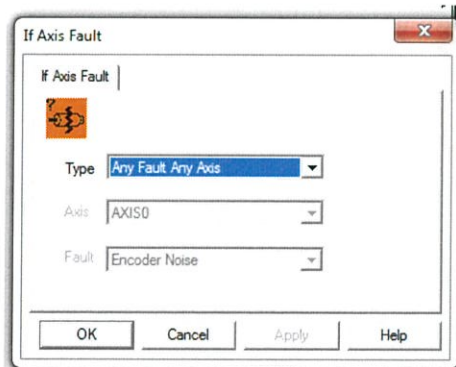 If Axis Fault
If Axis Fault
?
Type Any Fault Any Axis
Axis AXIS0
Fault Encoder Noise
OK Cancel Apply Help